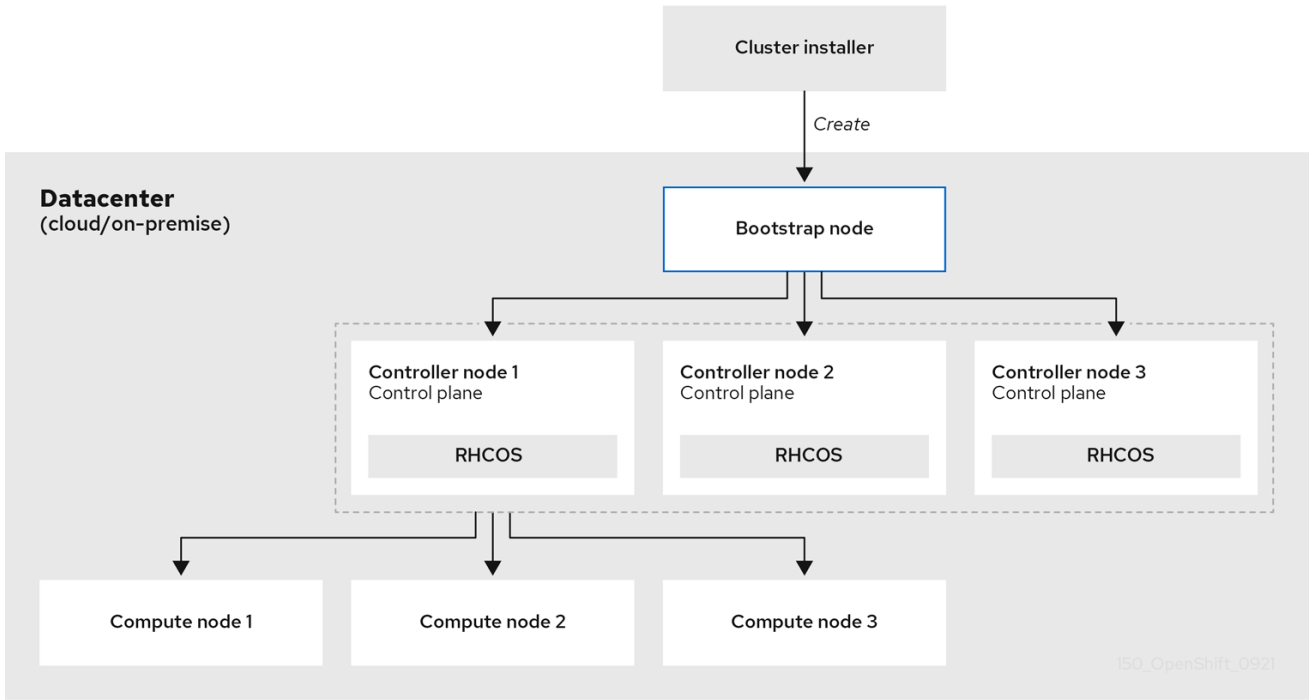 Cluster installer
Create
Datacenter
(cloud/on-premise)
Bootstrap node
Controller node 1
Control plane
RHCOS
Controller node 2
Control plane
RHCOS
Controller node 3
Control plane
RHCOS
Compute node 1
Compute node 2
Compute node 3
150_OpenShift_0921